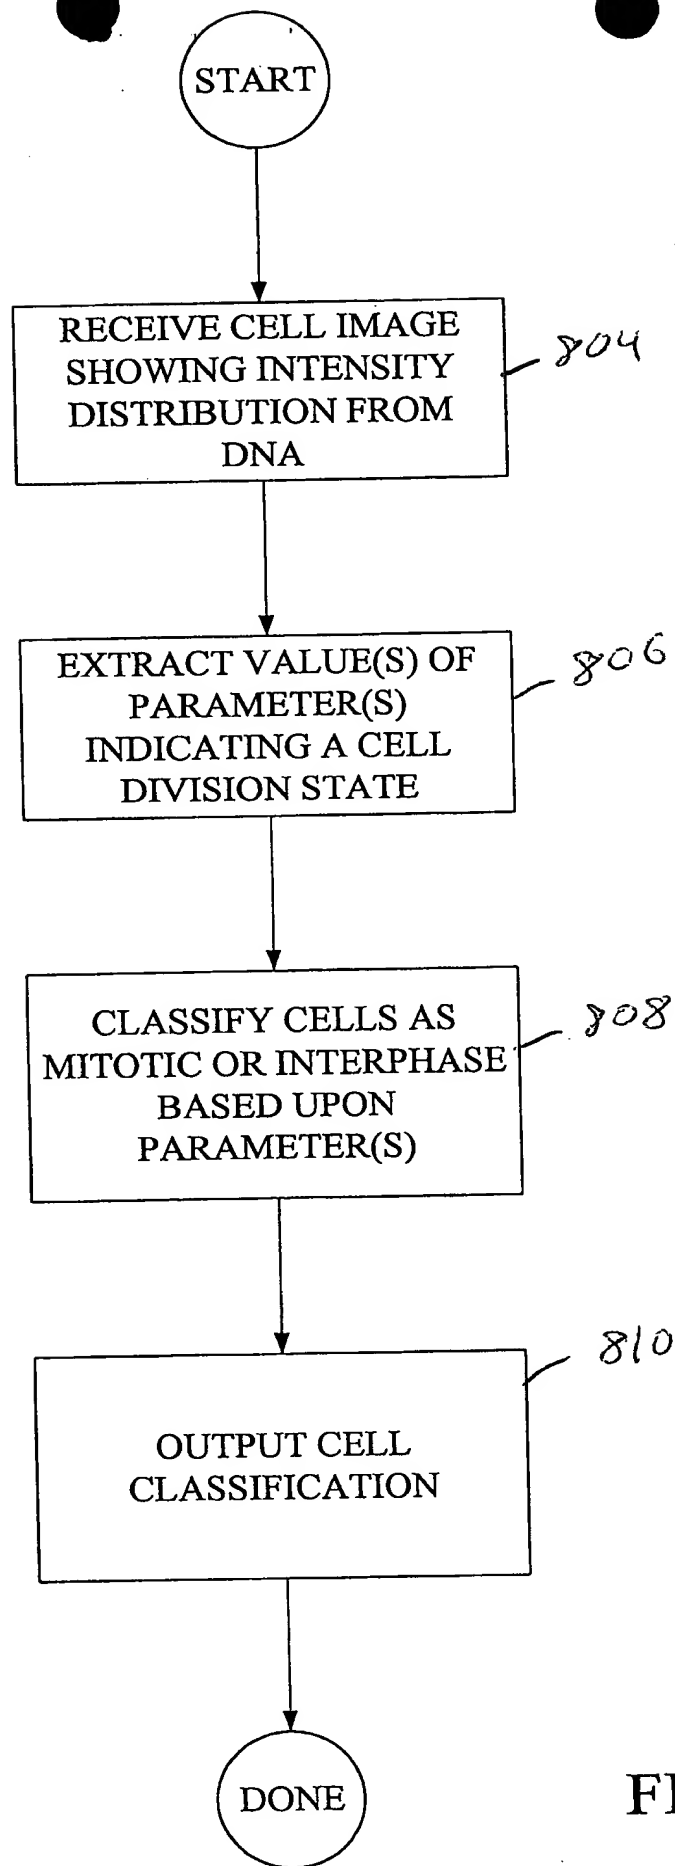 START
RECEIVE CELL IMAGE
SHOWING INTENSITY
DISTRIBUTION FROM
DNA
804
EXTRACT VALUE(S) OF
PARAMETER(S)
INDICATING A CELL
DIVISION STATE
806
CLASSIFY CELLS AS
MITOTIC OR INTERPHASE
BASED UPON
PARAMETER(S)
808
OUTPUT CELL
CLASSIFICATION
810
DONE